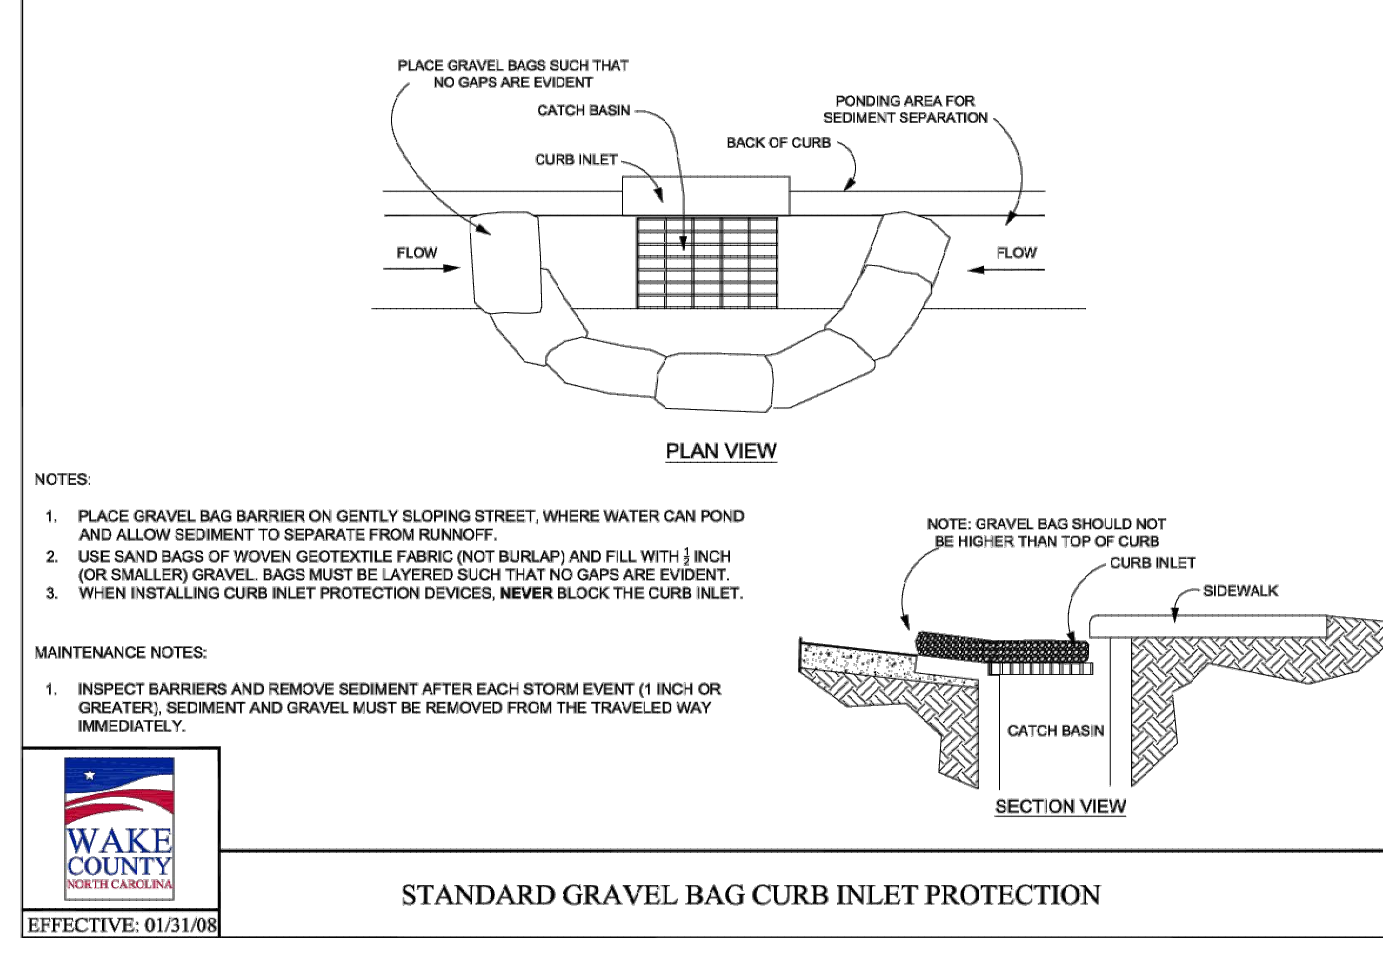 PLACE GRAVEL BAGS SUCH THAT
NO GAPS ARE EVIDENT
CATCH BASIN
CURB INLET
BACK OF CURB
PONDING AREA FOR
SEDIMENT SEPARATION
FLOW
FLOW
PLAN VIEW
NOTES:
1. PLACE GRAVEL BAG BARRIER ON GENTLY SLOPING STREET, WHERE WATER CAN POND
AND ALLOW SEDIMENT TO SEPARATE FROM RUNOFF.
2. USE SAND BAGS OF WOVEN GEOTEXTILE FABRIC (NOT BURLAP) AND FILL WITH ½ INCH
(OR SMALLER) GRAVEL. BAGS MUST BE LAYERED SUCH THAT NO GAPS ARE EVIDENT.
3. WHEN INSTALLING CURB INLET PROTECTION DEVICES, NEVER BLOCK THE CURB INLET.
MAINTENANCE NOTES:
1. INSPECT BARRIERS AND REMOVE SEDIMENT AFTER EACH STORM EVENT (1 INCH OR
GREATER), SEDIMENT AND GRAVEL MUST BE REMOVED FROM THE TRAVELED WAY
IMMEDIATELY.
NOTE: GRAVEL BAG SHOULD NOT
BE HIGHER THAN TOP OF CURB
CURB INLET
SIDEWALK
CATCH BASIN
SECTION VIEW
WAKE
COUNTY
NORTH CAROLINA
EFFECTIVE: 01/31/08
STANDARD GRAVEL BAG CURB INLET PROTECTION